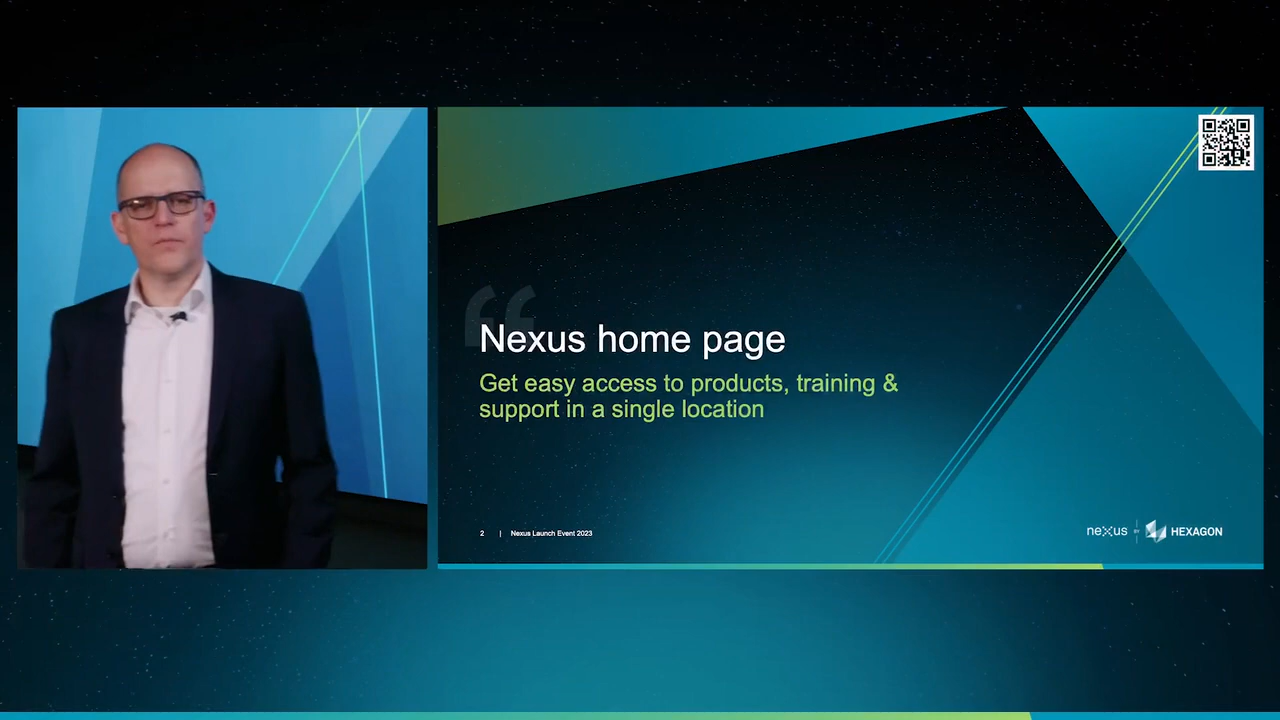 “
Nexus home page
Get easy access to products, training &
support in a single location
2 | Nexus Launch Event 2023
nexus BY HEXAGON